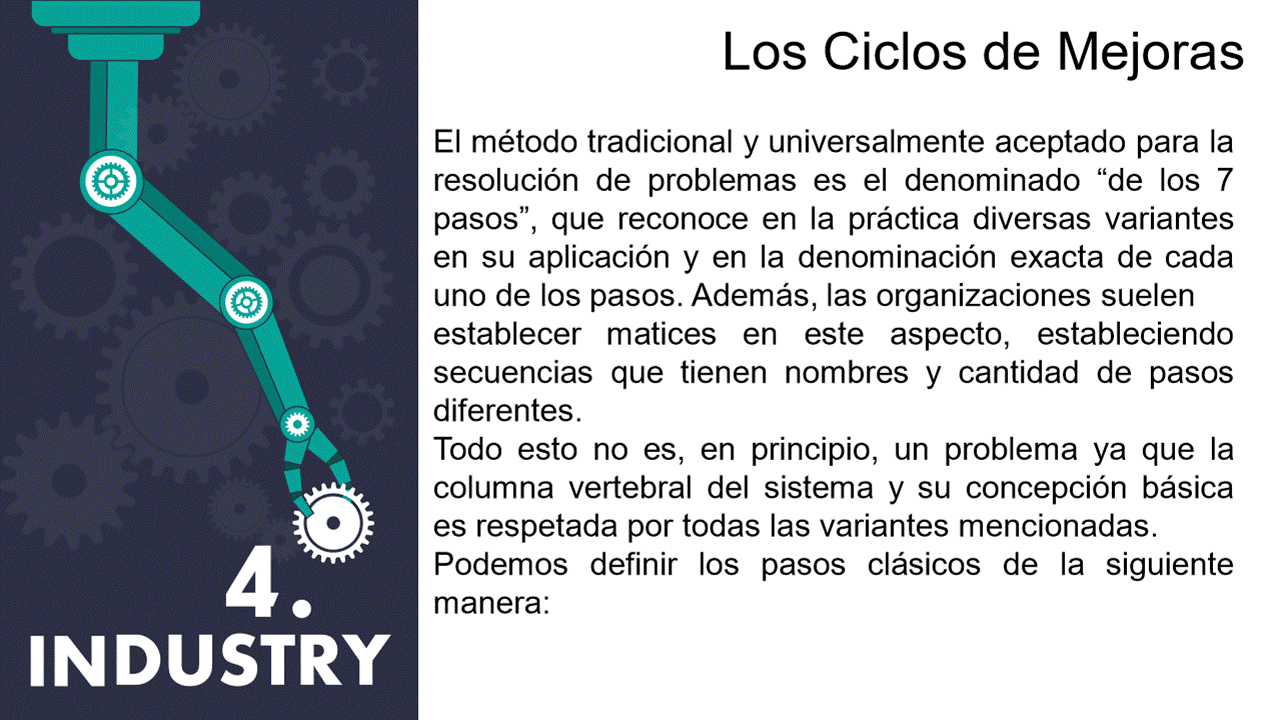 Los Ciclos de Mejoras
El método tradicional y universalmente aceptado para la
resolución de problemas es el denominado “de los 7
pasos”, que reconoce en la práctica diversas variantes
en su aplicación y en la denominación exacta de cada
uno de los pasos. Además, las organizaciones suelen
establecer matices en este aspecto, estableciendo
secuencias que tienen nombres y cantidad de pasos
diferentes.
Todo esto no es, en principio, un problema ya que la
columna vertebral del sistema y su concepción básica
es respetada por todas las variantes mencionadas.
Podemos definir los pasos clásicos de la siguiente
manera:
4.
INDUSTRY